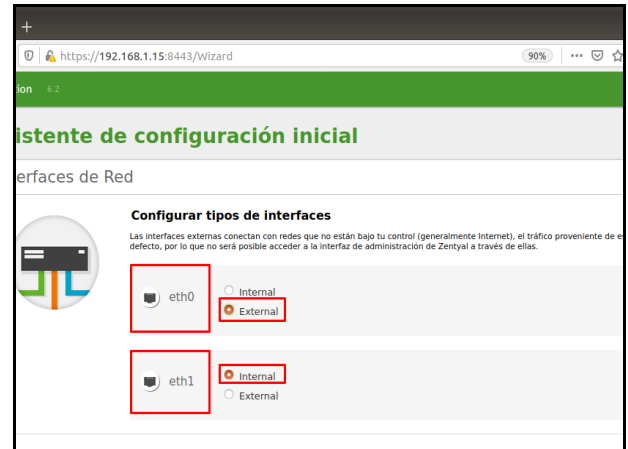 +
https://192.168.1.15:8443/Wizard 90% ...
ion 6.2
istente de configuración inicial
erfaces de Red
Configurar tipos de interfaces
Las interfaces externas conectan con redes que no están bajo tu control (generalmente Internet), el tráfico proveniente de es
defecto, por lo que no será posible acceder a la interfaz de administración de Zentyal a través de ellas.
eth0
Internal
External
eth1
Internal
External